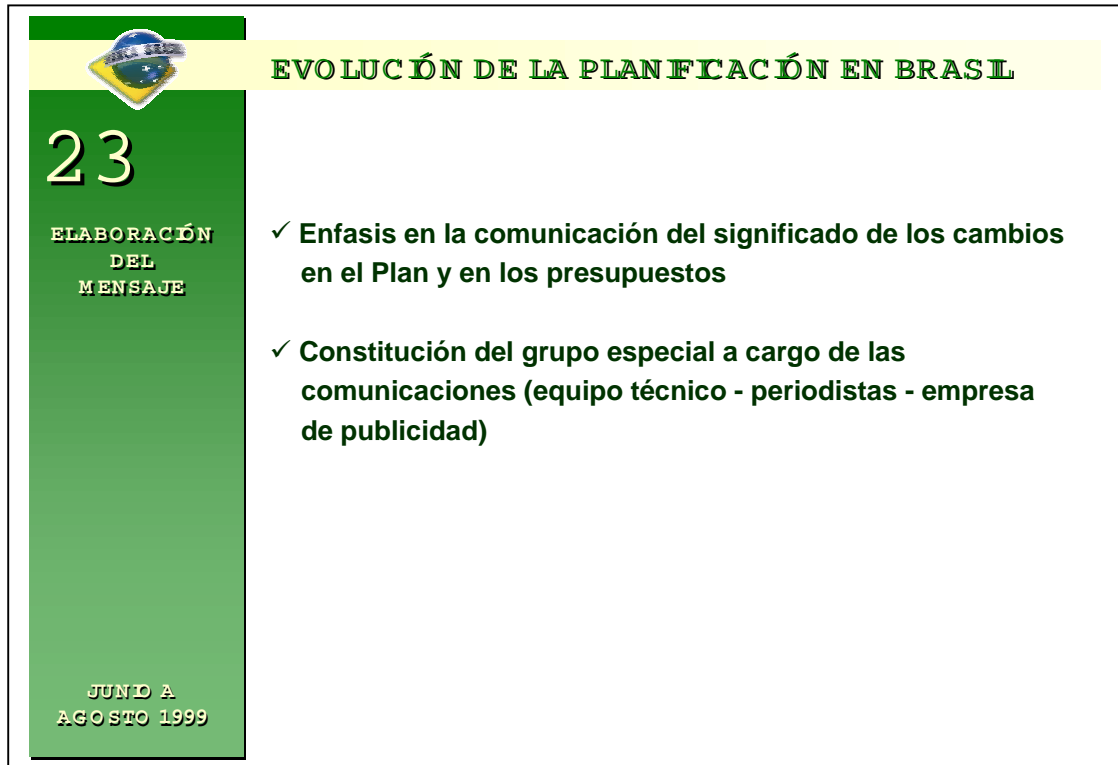 EVOLUCIÓN DE LA PLANIFICACIÓN EN BRASIL
23
ELABORACIÓN
DEL
MENSAJE
✓ Enfasis en la comunicación del significado de los cambios
en el Plan y en los presupuestos
✓ Constitución del grupo especial a cargo de las
comunicaciones (equipo técnico - periodistas - empresa
de publicidad)
JUNIO A
AGOSTO 1999